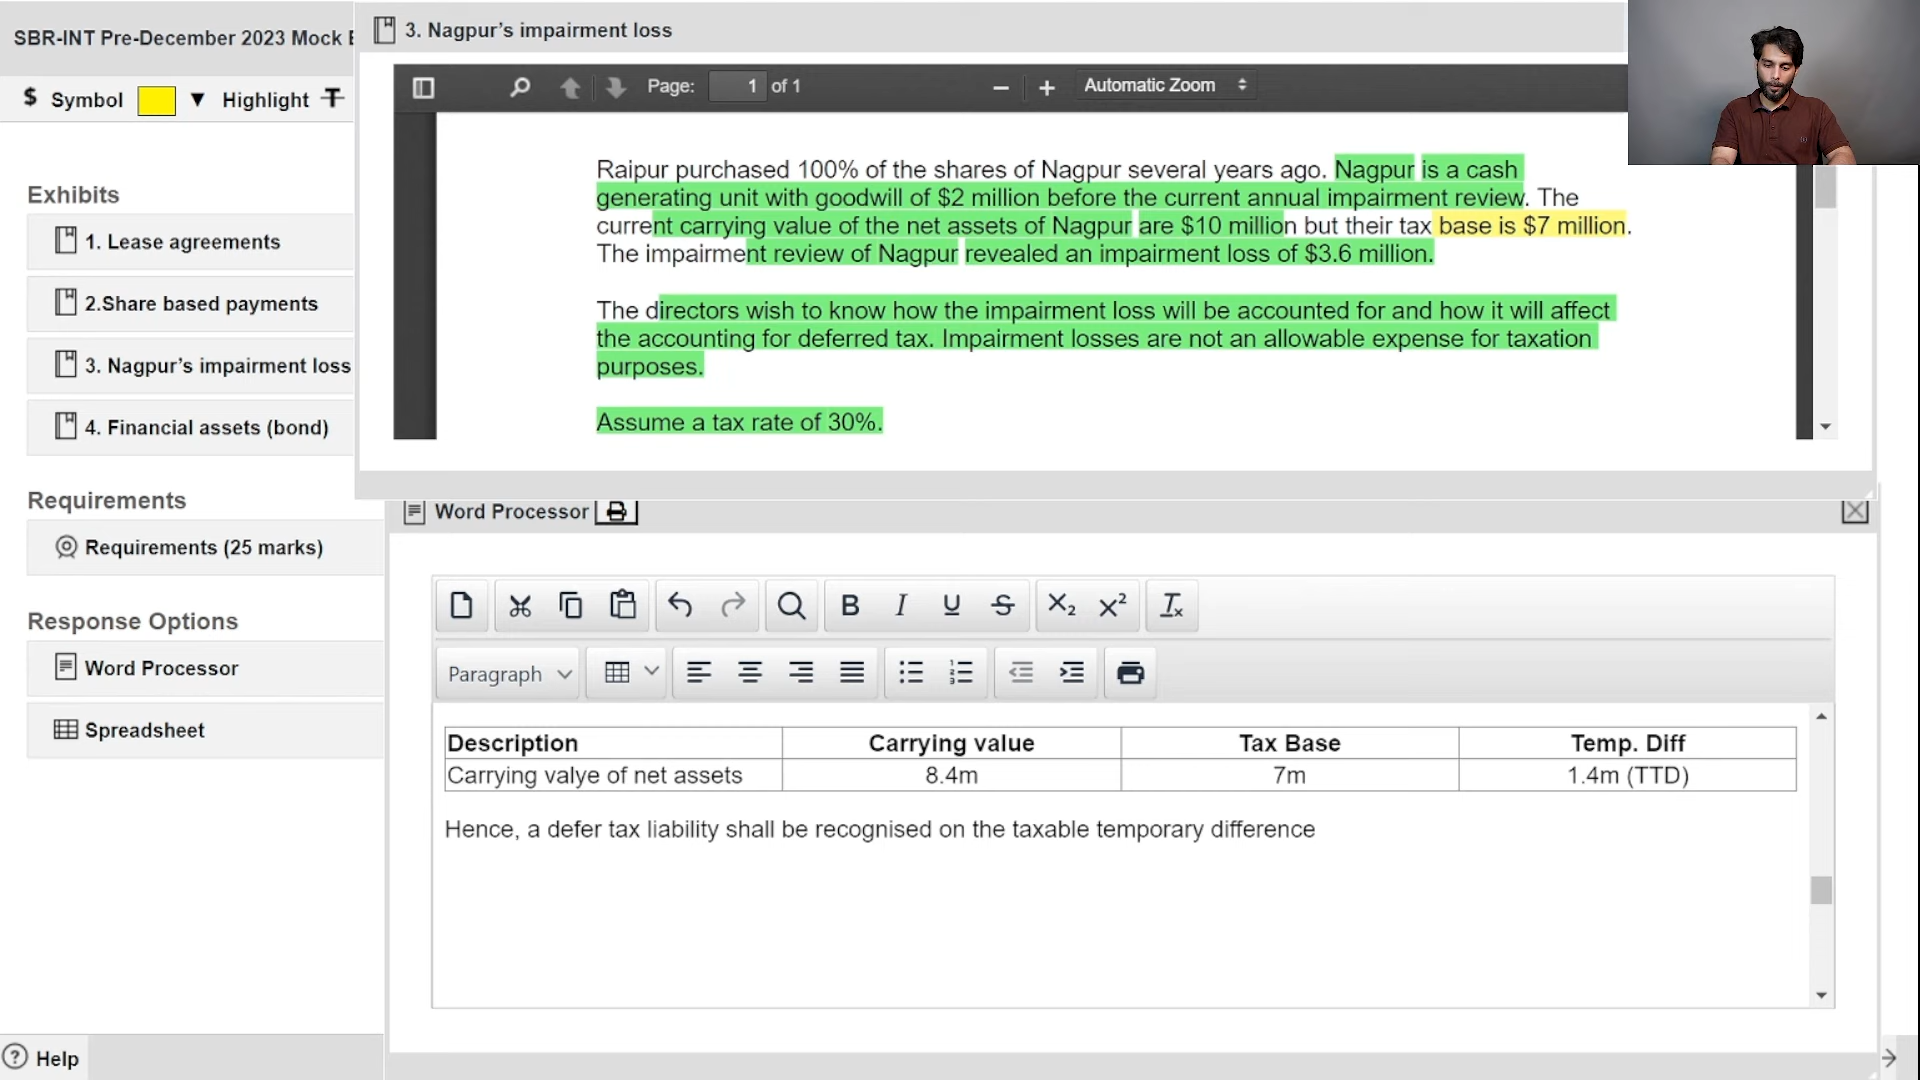 SBR-INT Pre-December 2023 Mock E
$ Symbol ▼ Highlight T
Exhibits
1. Lease agreements
2.Share based payments
3. Nagpur's impairment loss
4. Financial assets (bond)
Requirements
Requirements (25 marks)
Response Options
Word Processor
Spreadsheet
Help
3. Nagpur's impairment loss
Page: 1 of 1
Automatic Zoom
Raipur purchased 100% of the shares of Nagpur several years ago. Nagpur is a cash
generating unit with goodwill of $2 million before the current annual impairment review. The
current carrying value of the net assets of Nagpur are $10 million but their tax base is $7 million.
The impairment review of Nagpur revealed an impairment loss of $3.6 million.
The directors wish to know how the impairment loss will be accounted for and how it will affect
the accounting for deferred tax. Impairment losses are not an allowable expense for taxation
purposes.
Assume a tax rate of 30%.
Word Processor
B I U S X₂ X² Tx
Paragraph
Description Carrying value Tax Base Temp. Diff
Carrying valye of net assets 8.4m 7m 1.4m (TTD)
Hence, a defer tax liability shall be recognised on the taxable temporary difference